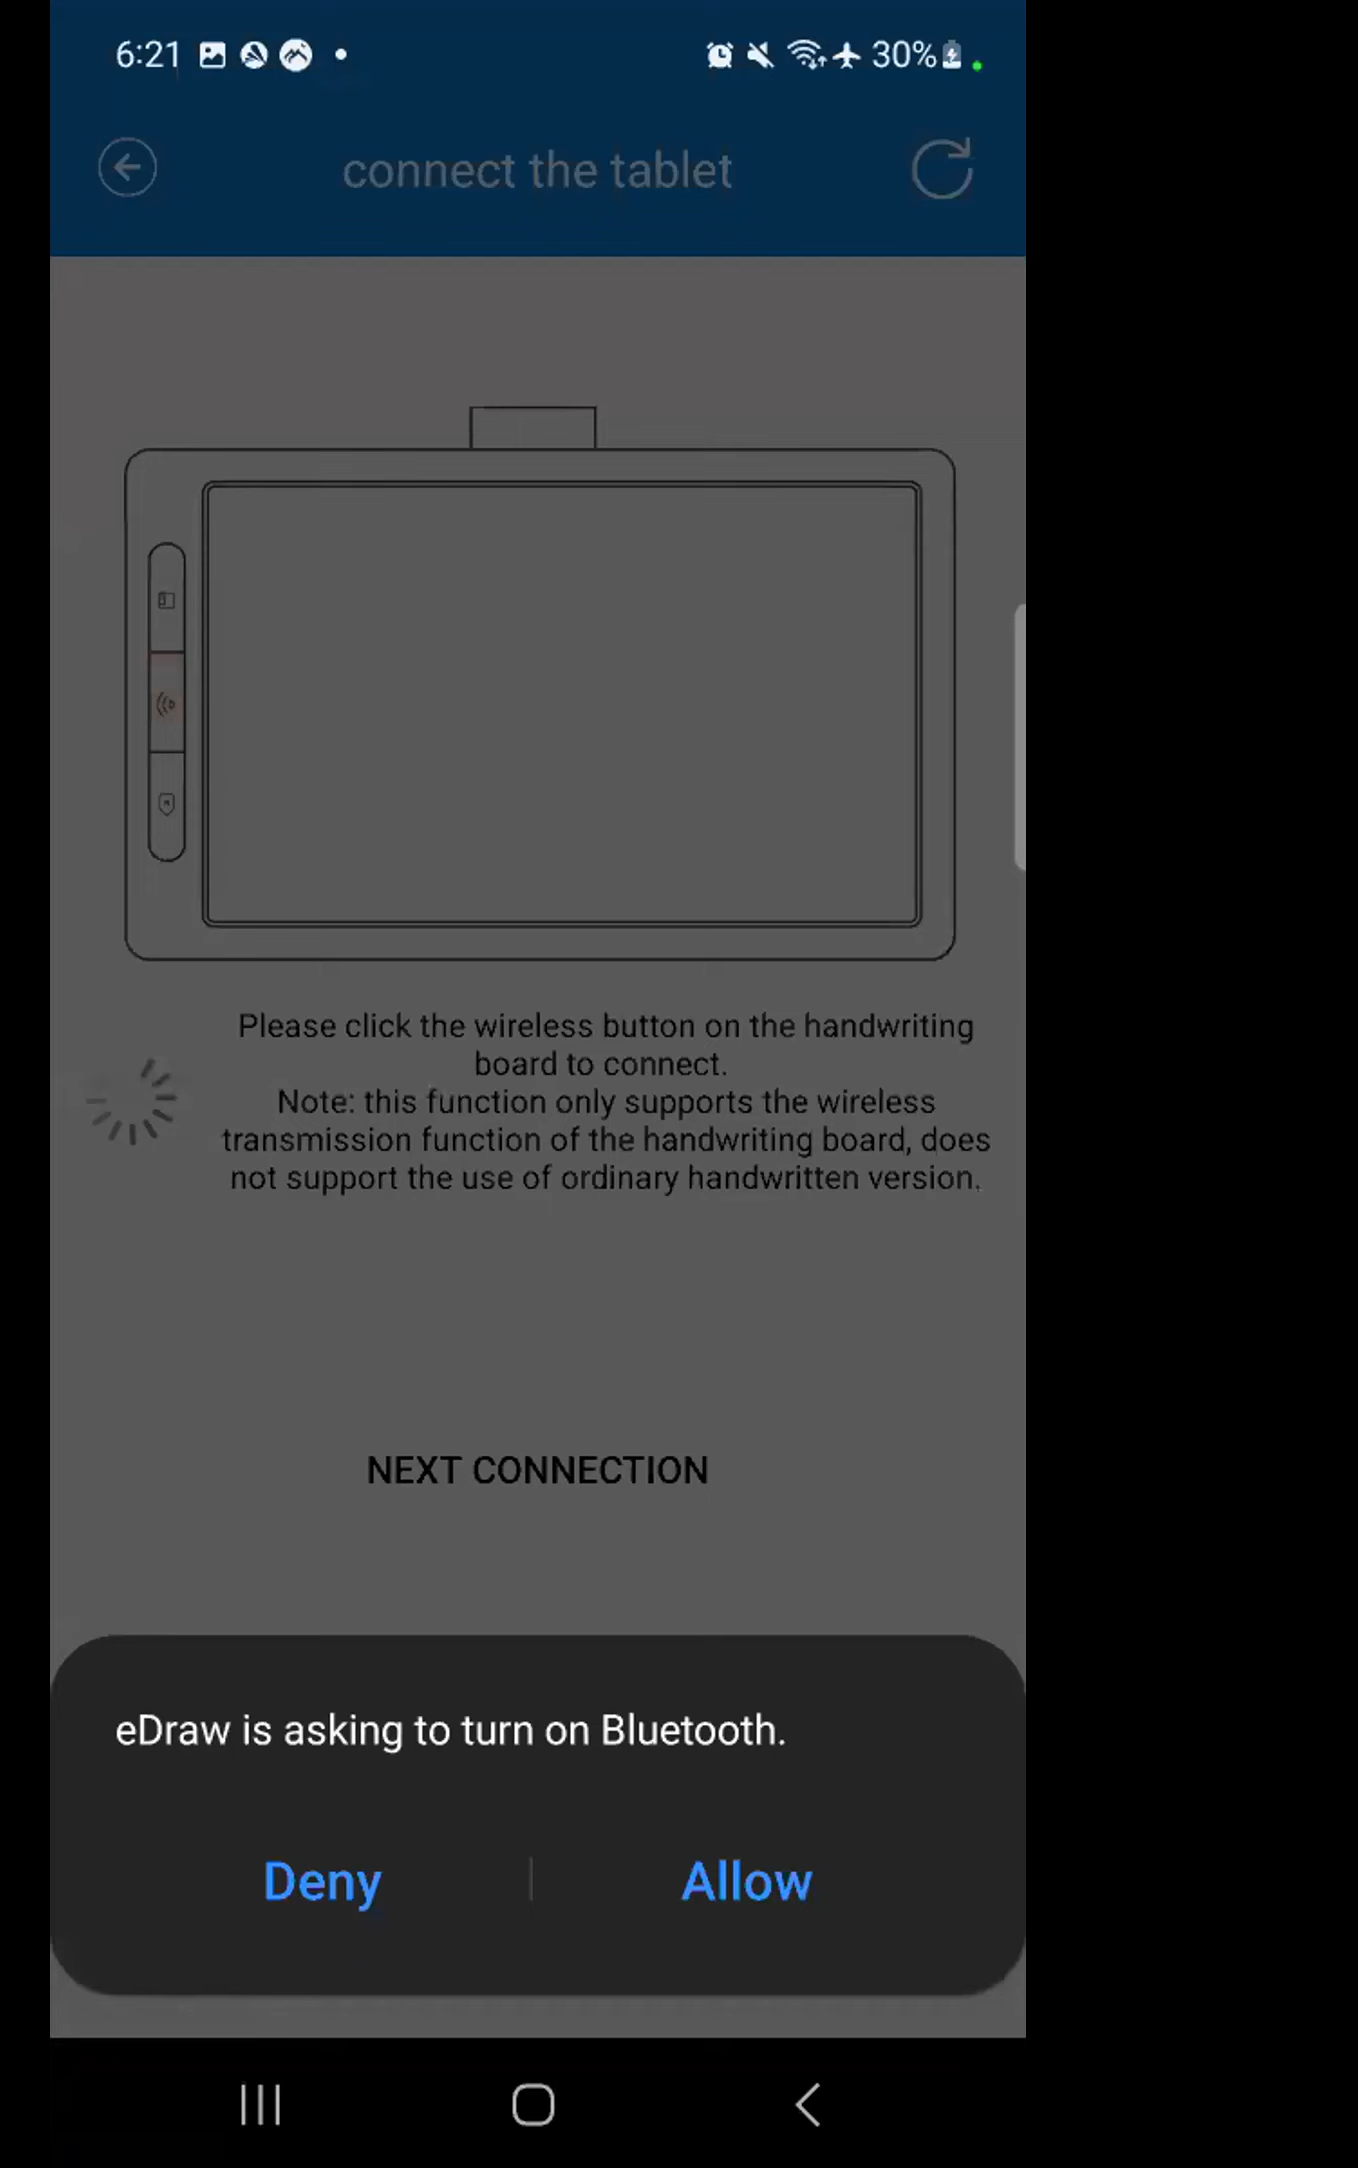 6:21
30%
connect the tablet
Please click the wireless button on the handwriting
board to connect.
Note: this function only supports the wireless
transmission function of the handwriting board, does
not support the use of ordinary handwritten version.
NEXT CONNECTION
eDraw is asking to turn on Bluetooth.
Deny
Allow